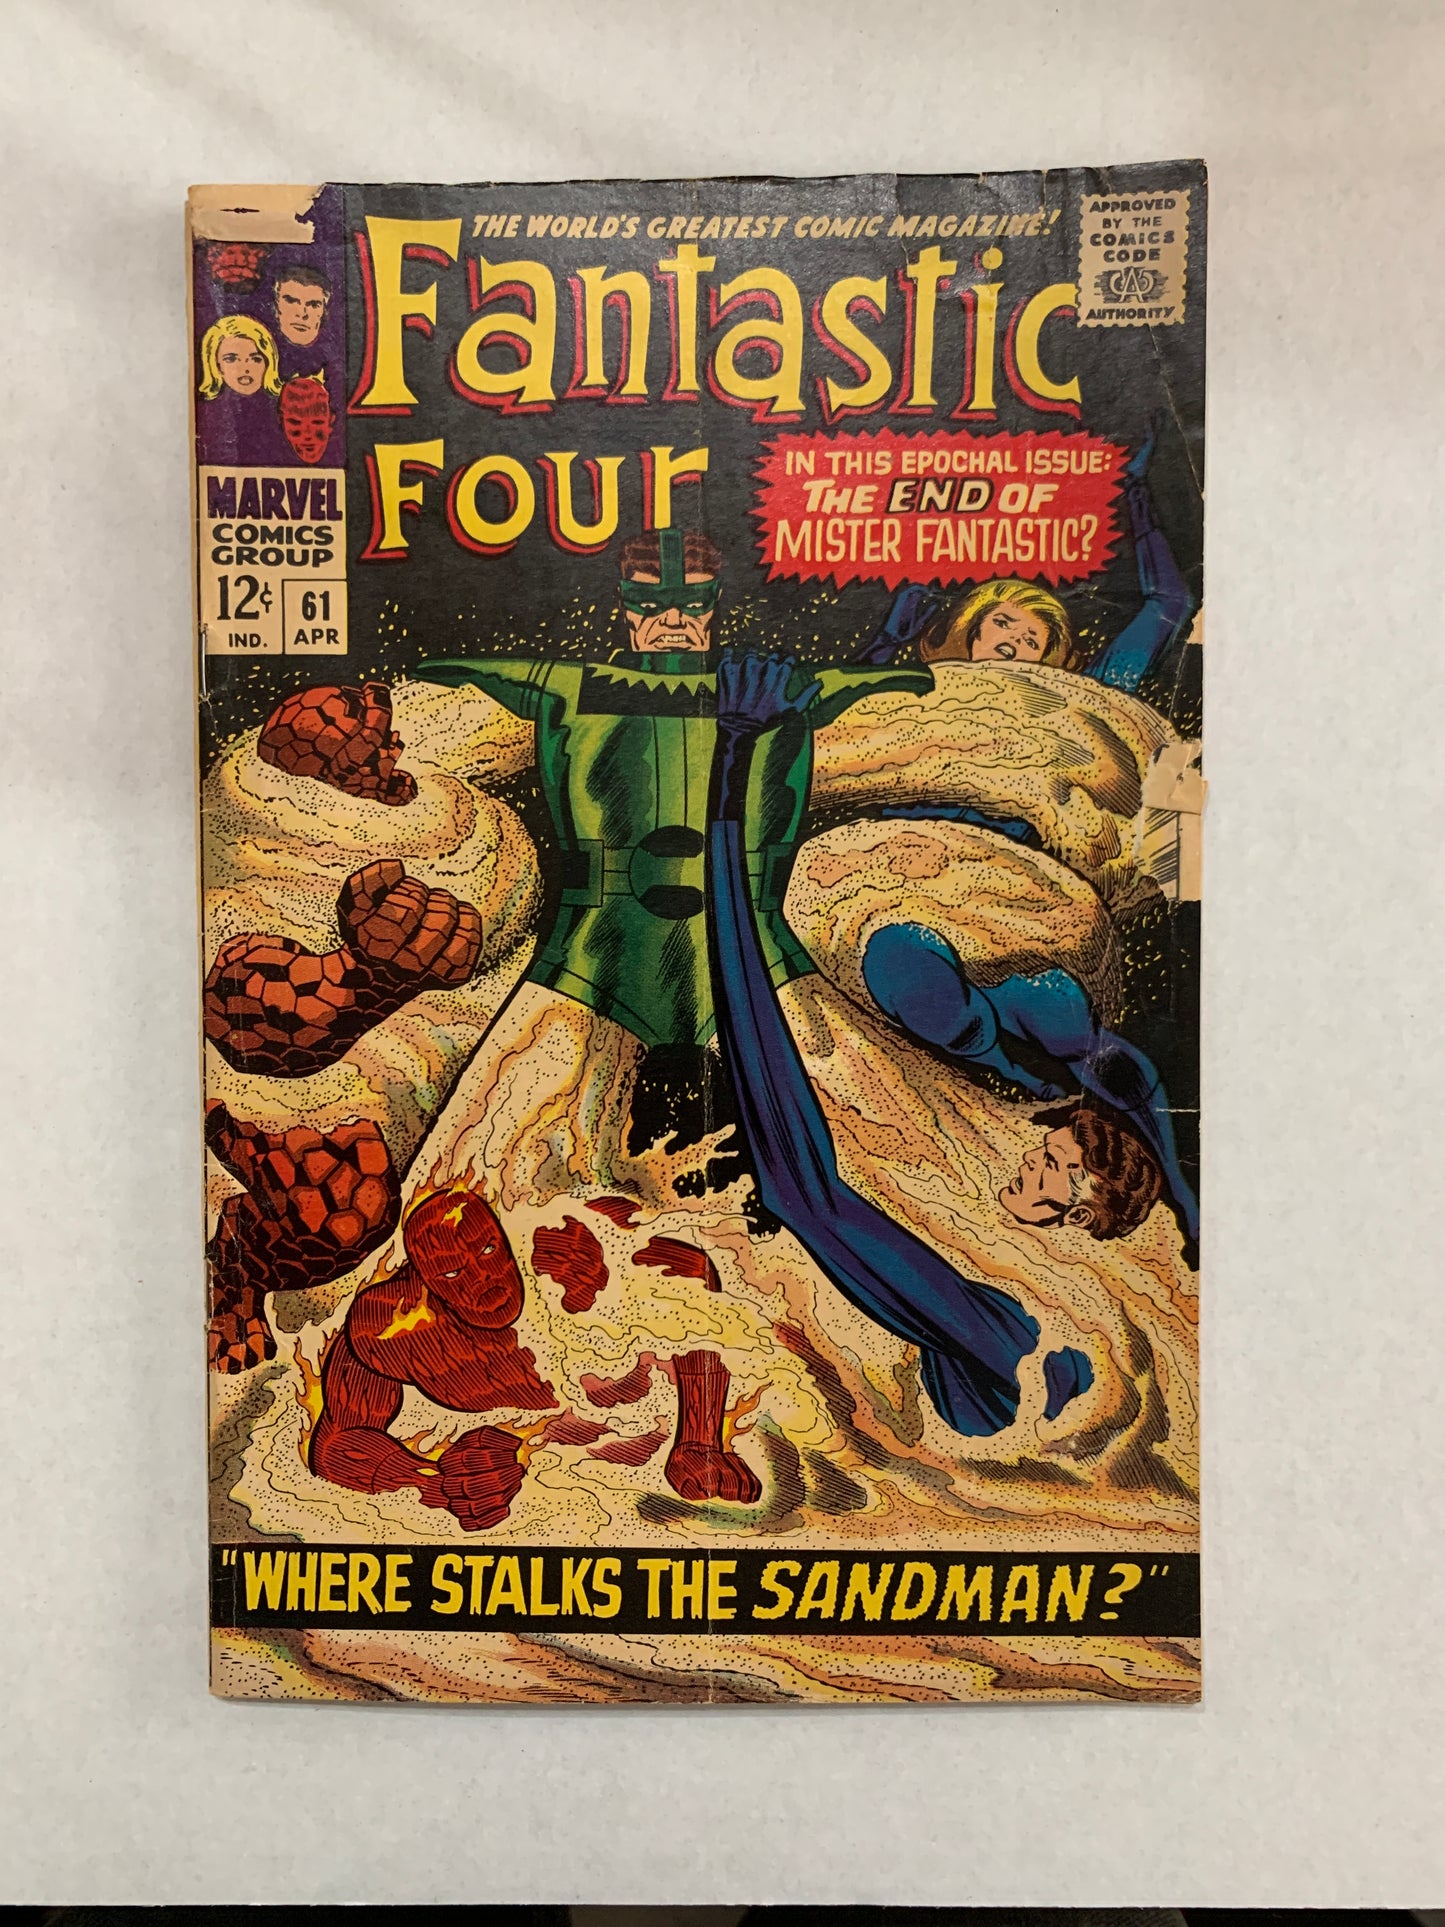 THE WORLD'S GREATEST COMIC MAGAZINE!
Fantastic
Four
APPROVED
BY THE
COMICS
CODE
CA
AUTHORITY
MARVEL
COMICS
GROUP
12¢
IND.
61
APR
IN THIS EPOCHAL ISSUE:
THE END OF
MISTER FANTASTIC?
"WHERE STALKS THE SANDMAN?"